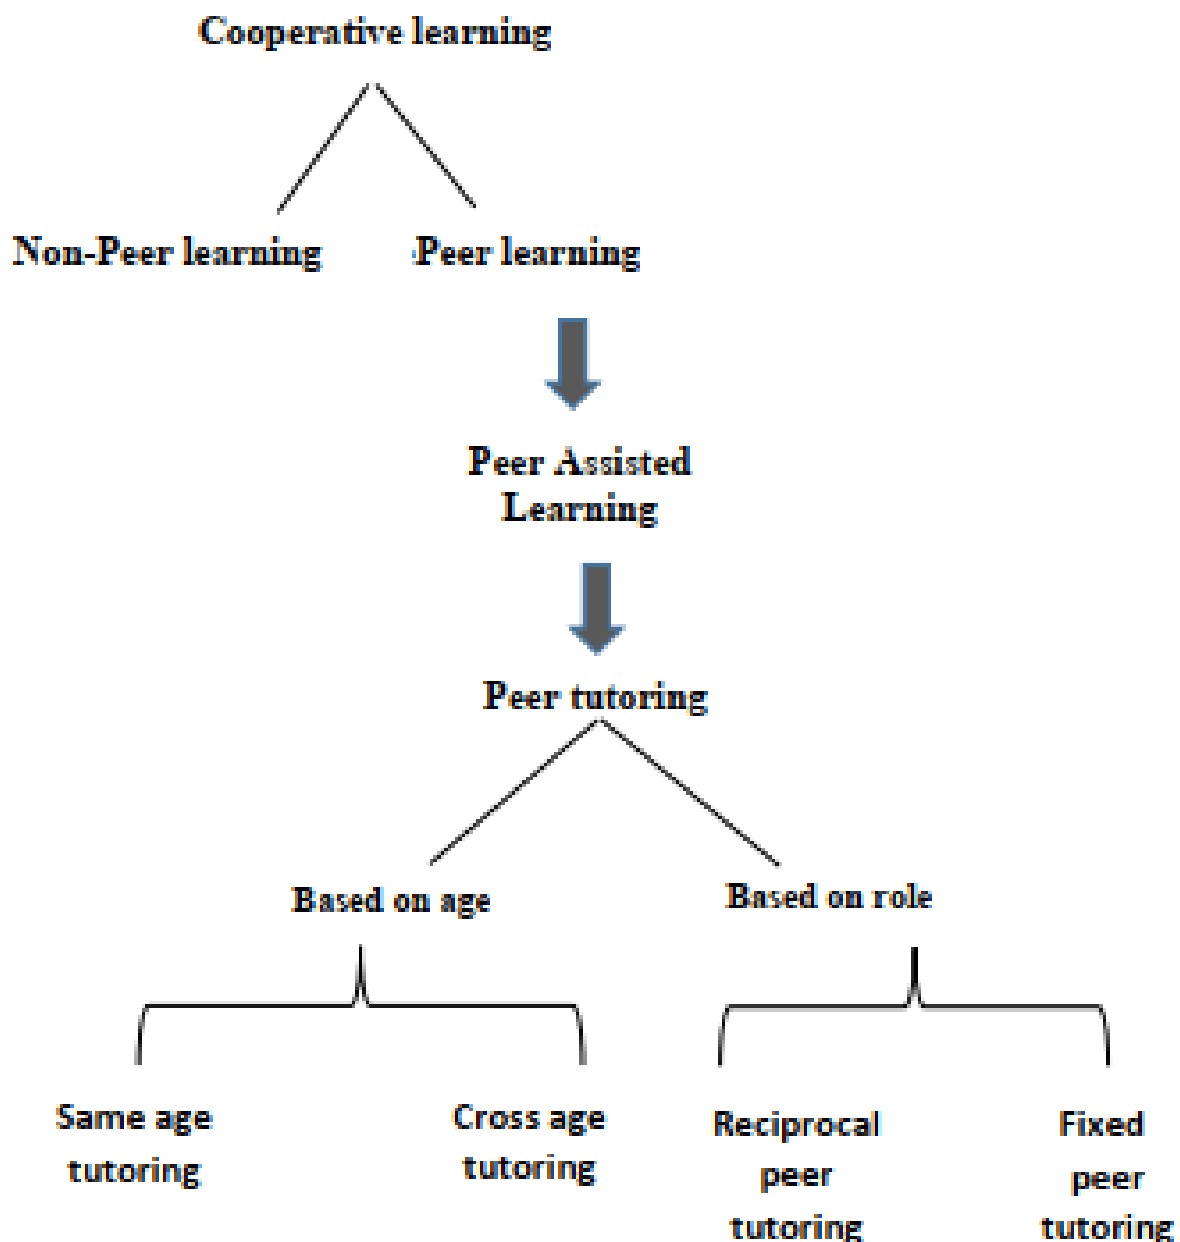 Cooperative learning
Non-Peer learning
-Peer learning
Peer Assisted
Learning
Peer tutoring
Based on age
Based on role
Same age
tutoring
Cross age
tutoring
Reciprocal
peer
tutoring
Fixed
peer
tutoring